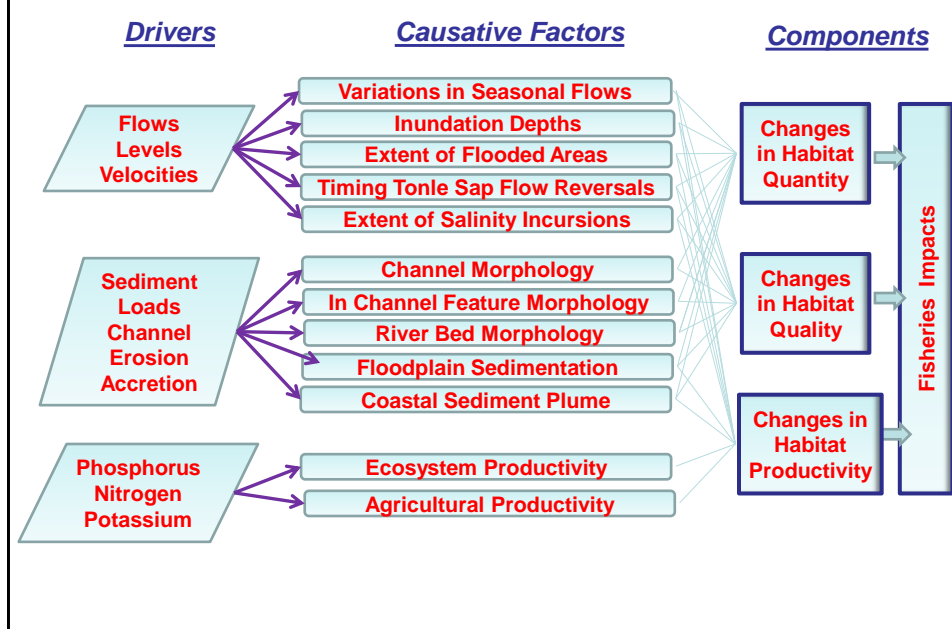 Drivers
Causative Factors
Components
Flows
Levels
Velocities
Variations in Seasonal Flows
Inundation Depths
Extent of Flooded Areas
Timing Tonle Sap Flow Reversals
Extent of Salinity Incursions
Sediment
Loads
Channel
Erosion
Accretion
Channel Morphology
In Channel Feature Morphology
River Bed Morphology
Floodplain Sedimentation
Coastal Sediment Plume
Phosphorus
Nitrogen
Potassium
Ecosystem Productivity
Agricultural Productivity
Changes
in Habitat
Quantity
Changes
in Habitat
Quality
Changes in
Habitat
Productivity
Fisheries Impacts